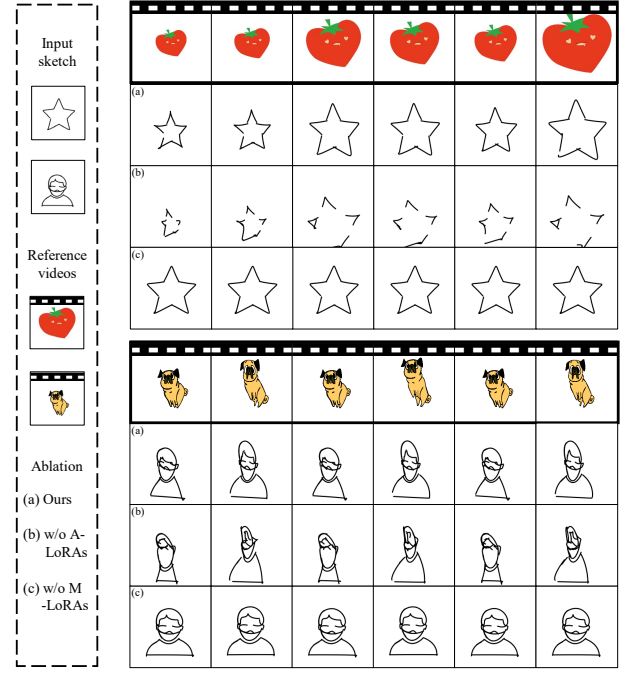 Input
sketch
Reference
videos
Ablation
(a) Ours
(b) w/o A-
LoRAs
(c) w/o M
-LoRAs
(a)
(b)
(c)
(a)
(b)
(c)